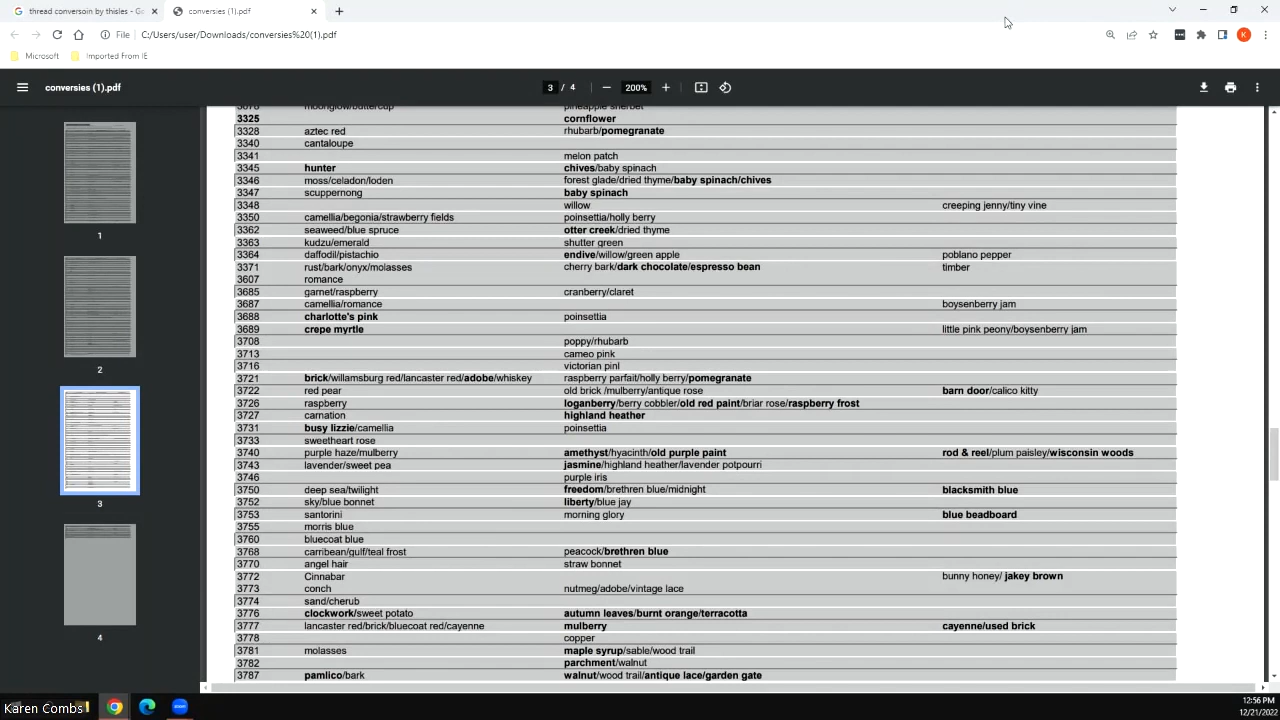 thread conversoin by thisles - Go
conversies (1).pdf
File
C:/Users/user/Downloads/conversies%20(1).pdf
K
Microsoft
Imported From IE
conversies (1).pdf
3 / 4
200%
1
2
3
4
3078 moonglow/buttercup pineapple sherbet
3325 cornflower
3328 aztec red rhubarb/pomegranate
3340 cantaloupe
3341 melon patch
3345 hunter chives/baby spinach
3346 moss/celadon/loden forest glade/dried thyme/baby spinach/chives
3347 scuppernong baby spinach
3348 willow creeping jenny/tiny vine
3350 camellia/begonia/strawberry fields poinsettia/holly berry
3362 seaweed/blue spruce otter creek/dried thyme
3363 kudzu/emerald shutter green
3364 daffodil/pistachio endive/willow/green apple poblano pepper
3371 rust/bark/onyx/molasses cherry bark/dark chocolate/espresso bean timber
3607 romance
3685 garnet/raspberry cranberry/claret
3687 camellia/romance boysenberry jam
3688 charlotte's pink poinsettia
3689 crepe myrtle little pink peony/boysenberry jam
3708 poppy/rhubarb
3713 cameo pink
3716 victorian pinl
3721 brick/willamsburg red/lancaster red/adobe/whiskey raspberry parfait/holly berry/pomegranate
3722 red pear old brick /mulberry/antique rose barn door/calico kitty
3726 raspberry loganberry/berry cobbler/old red paint/briar rose/raspberry frost
3727 carnation highland heather
3731 busy lizzie/camellia poinsettia
3733 sweetheart rose
3740 purple haze/mulberry amethyst/hyacinth/old purple paint rod & reel/plum paisley/wisconsin woods
3743 lavender/sweet pea jasmine/highland heather/lavender potpourri
3746 purple iris
3750 deep sea/twilight freedom/brethren blue/midnight blacksmith blue
3752 sky/blue bonnet liberty/blue jay
3753 santorini morning glory blue beadboard
3755 morris blue
3760 bluecoat blue
3768 carribean/gulf/teal frost peacock/brethren blue
3770 angel hair straw bonnet
3772 Cinnabar bunny honey/ jakey brown
3773 conch nutmeg/adobe/vintage lace
3774 sand/cherub
3776 clockwork/sweet potato autumn leaves/burnt orange/terracotta
3777 lancaster red/brick/bluecoat red/cayenne mulberry cayenne/used brick
3778 copper
3781 molasses maple syrup/sable/wood trail
3782 parchment/walnut
3787 pamlico/bark walnut/wood trail/antique lace/garden gate
Karen Combs
12:56 PM
12/21/2022